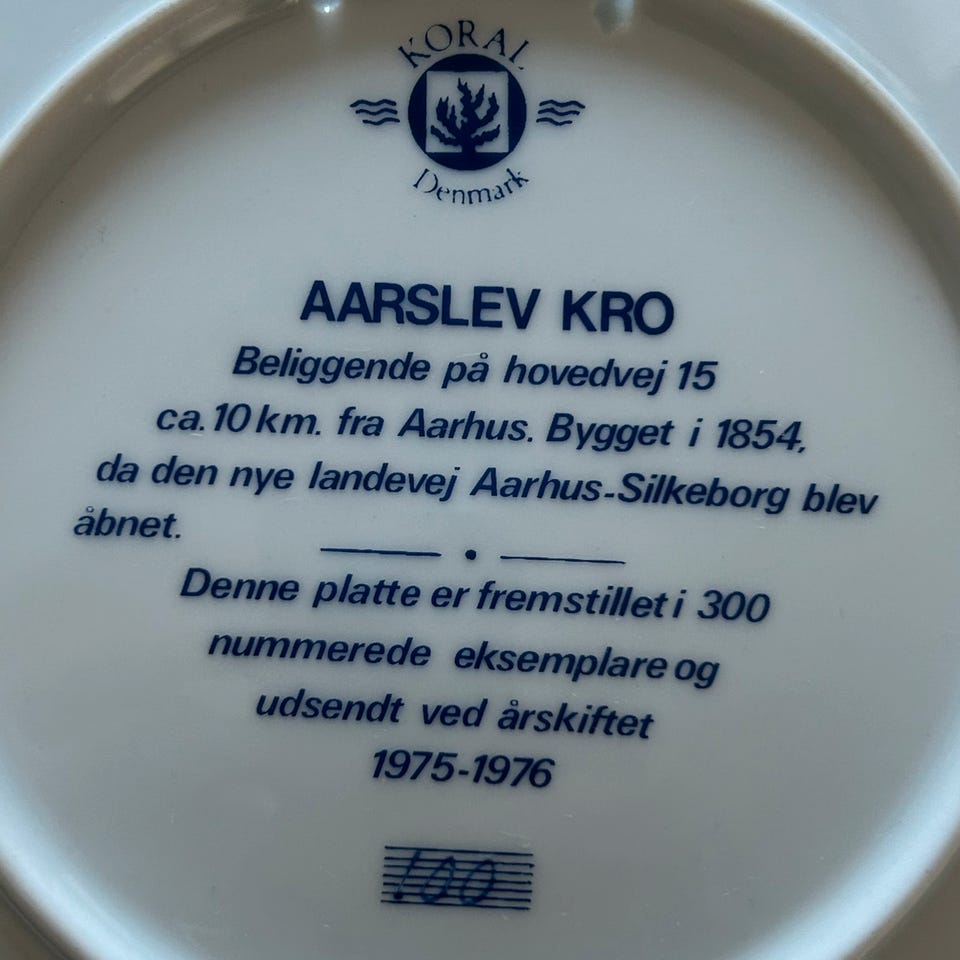 KORAL
Denmark
AARSLEV KRO
Beliggende på hovedvej 15
ca. 10 km. fra Aarhus. Bygget i 1854,
da den nye landevej Aarhus-Silkeborg blev
åbnet.
Denne platte er fremstillet i 300
nummerede eksemplare og
udsendt ved årskiftet
1975-1976
100